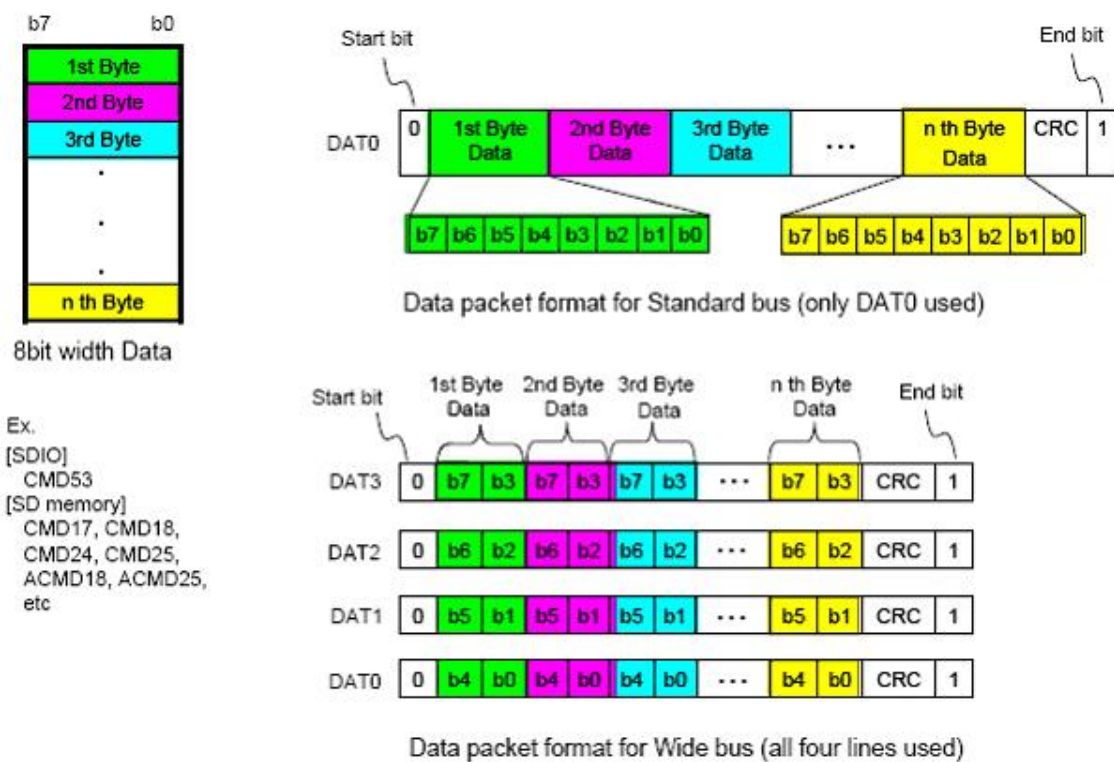 b7 b0
1st Byte
2nd Byte
3rd Byte
.
.
.
n th Byte
8bit width Data
Ex.
[SDIO]
CMD53
[SD memory]
CMD17, CMD18,
CMD24, CMD25,
ACMD18, ACMD25,
etc
Start bit
End bit
DAT0 0 1st Byte Data 2nd Byte Data 3rd Byte Data ... n th Byte Data CRC 1
b7 b6 b5 b4 b3 b2 b1 b0 b7 b6 b5 b4 b3 b2 b1 b0
Data packet format for Standard bus (only DAT0 used)
Start bit
1st Byte Data 2nd Byte Data 3rd Byte Data n th Byte Data
End bit
DAT3 0 b7 b3 b7 b3 b7 b3 ... b7 b3 CRC 1
DAT2 0 b6 b2 b6 b2 b6 b2 ... b6 b2 CRC 1
DAT1 0 b5 b1 b5 b1 b5 b1 ... b5 b1 CRC 1
DAT0 0 b4 b0 b4 b0 b4 b0 ... b4 b0 CRC 1
Data packet format for Wide bus (all four lines used)